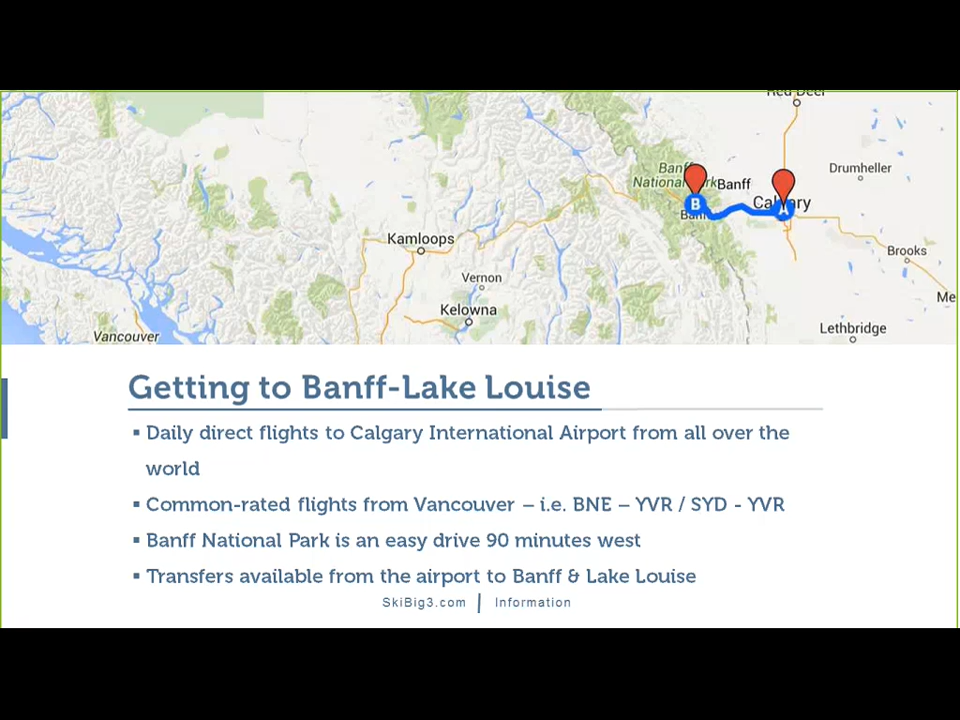 Red Deer
Drumheller
Banff
National Park
Banff
Calgary
Banff
B
A
Kamloops
Brooks
Vernon
Kelowna
Me
Vancouver
Lethbridge
Getting to Banff-Lake Louise
▪ Daily direct flights to Calgary International Airport from all over the
world
▪ Common-rated flights from Vancouver – i.e. BNE – YVR / SYD - YVR
▪ Banff National Park is an easy drive 90 minutes west
▪ Transfers available from the airport to Banff & Lake Louise
SkiBig3.com | Information